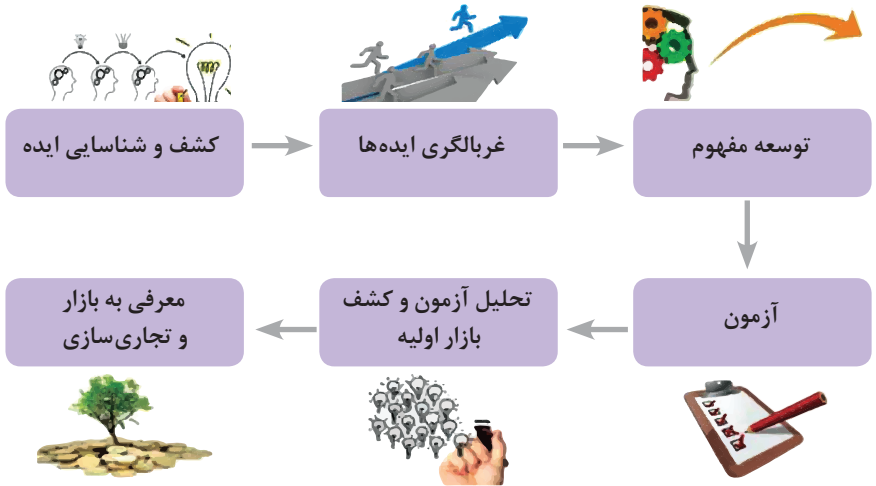 کشف و شناسایی ایده
غربالگری ایده‌ها
توسعه مفهوم
آزمون
تحلیل آزمون و کشف
بازار اولیه
معرفی به بازار
و تجاری‌سازی